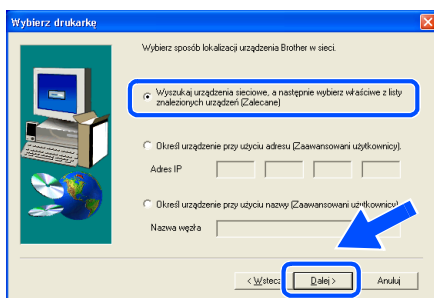 Wybierz drukarkę
Wybierz sposób lokalizacji urządzenia Brother w sieci.
Wyszukaj urządzenia sieciowe, a następnie wybierz właściwe z listy
znalezionych urządzeń (Zalecane)
Określ urządzenie przy użyciu adresu (Zaawansowani użytkownicy).
Adres IP
Określ urządzenie przy użyciu nazwy (Zaawansowani użytkownicy).
Nazwa węzła
< Wstecz
Dalej >
Anuluj